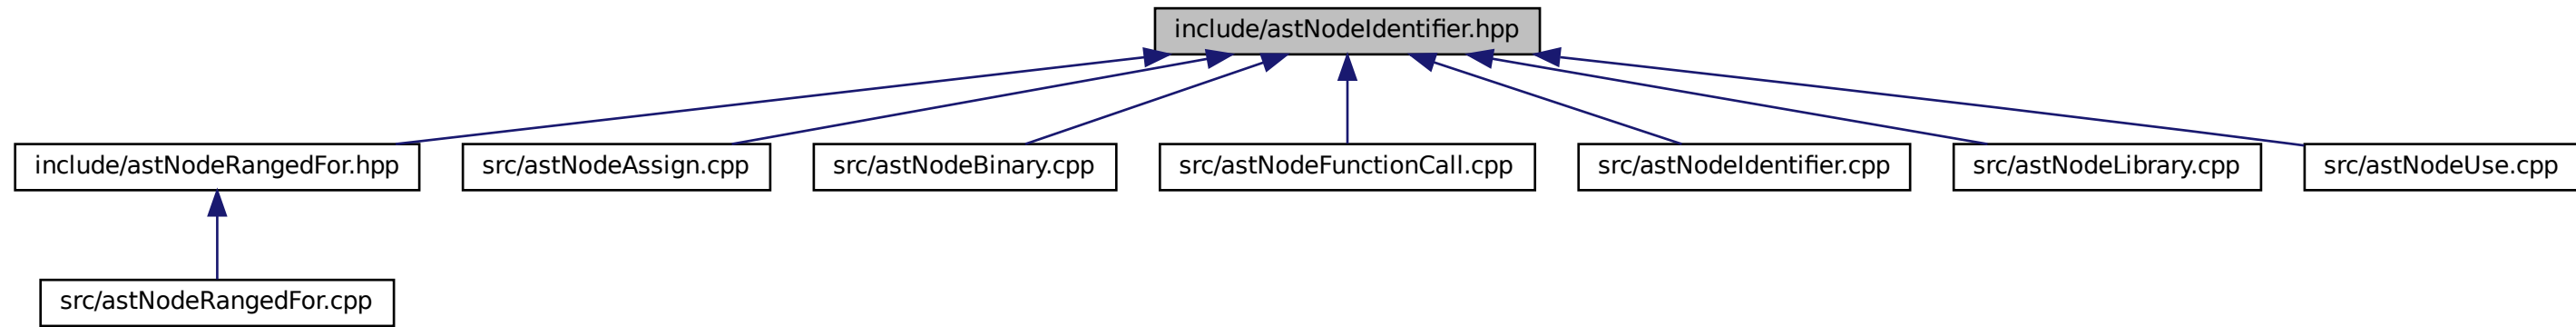 include/astNodeIdentifier.hpp
include/astNodeRangedFor.hpp
src/astNodeAssign.cpp
src/astNodeBinary.cpp
src/astNodeFunctionCall.cpp
src/astNodeIdentifier.cpp
src/astNodeLibrary.cpp
src/astNodeUse.cpp
src/astNodeRangedFor.cpp